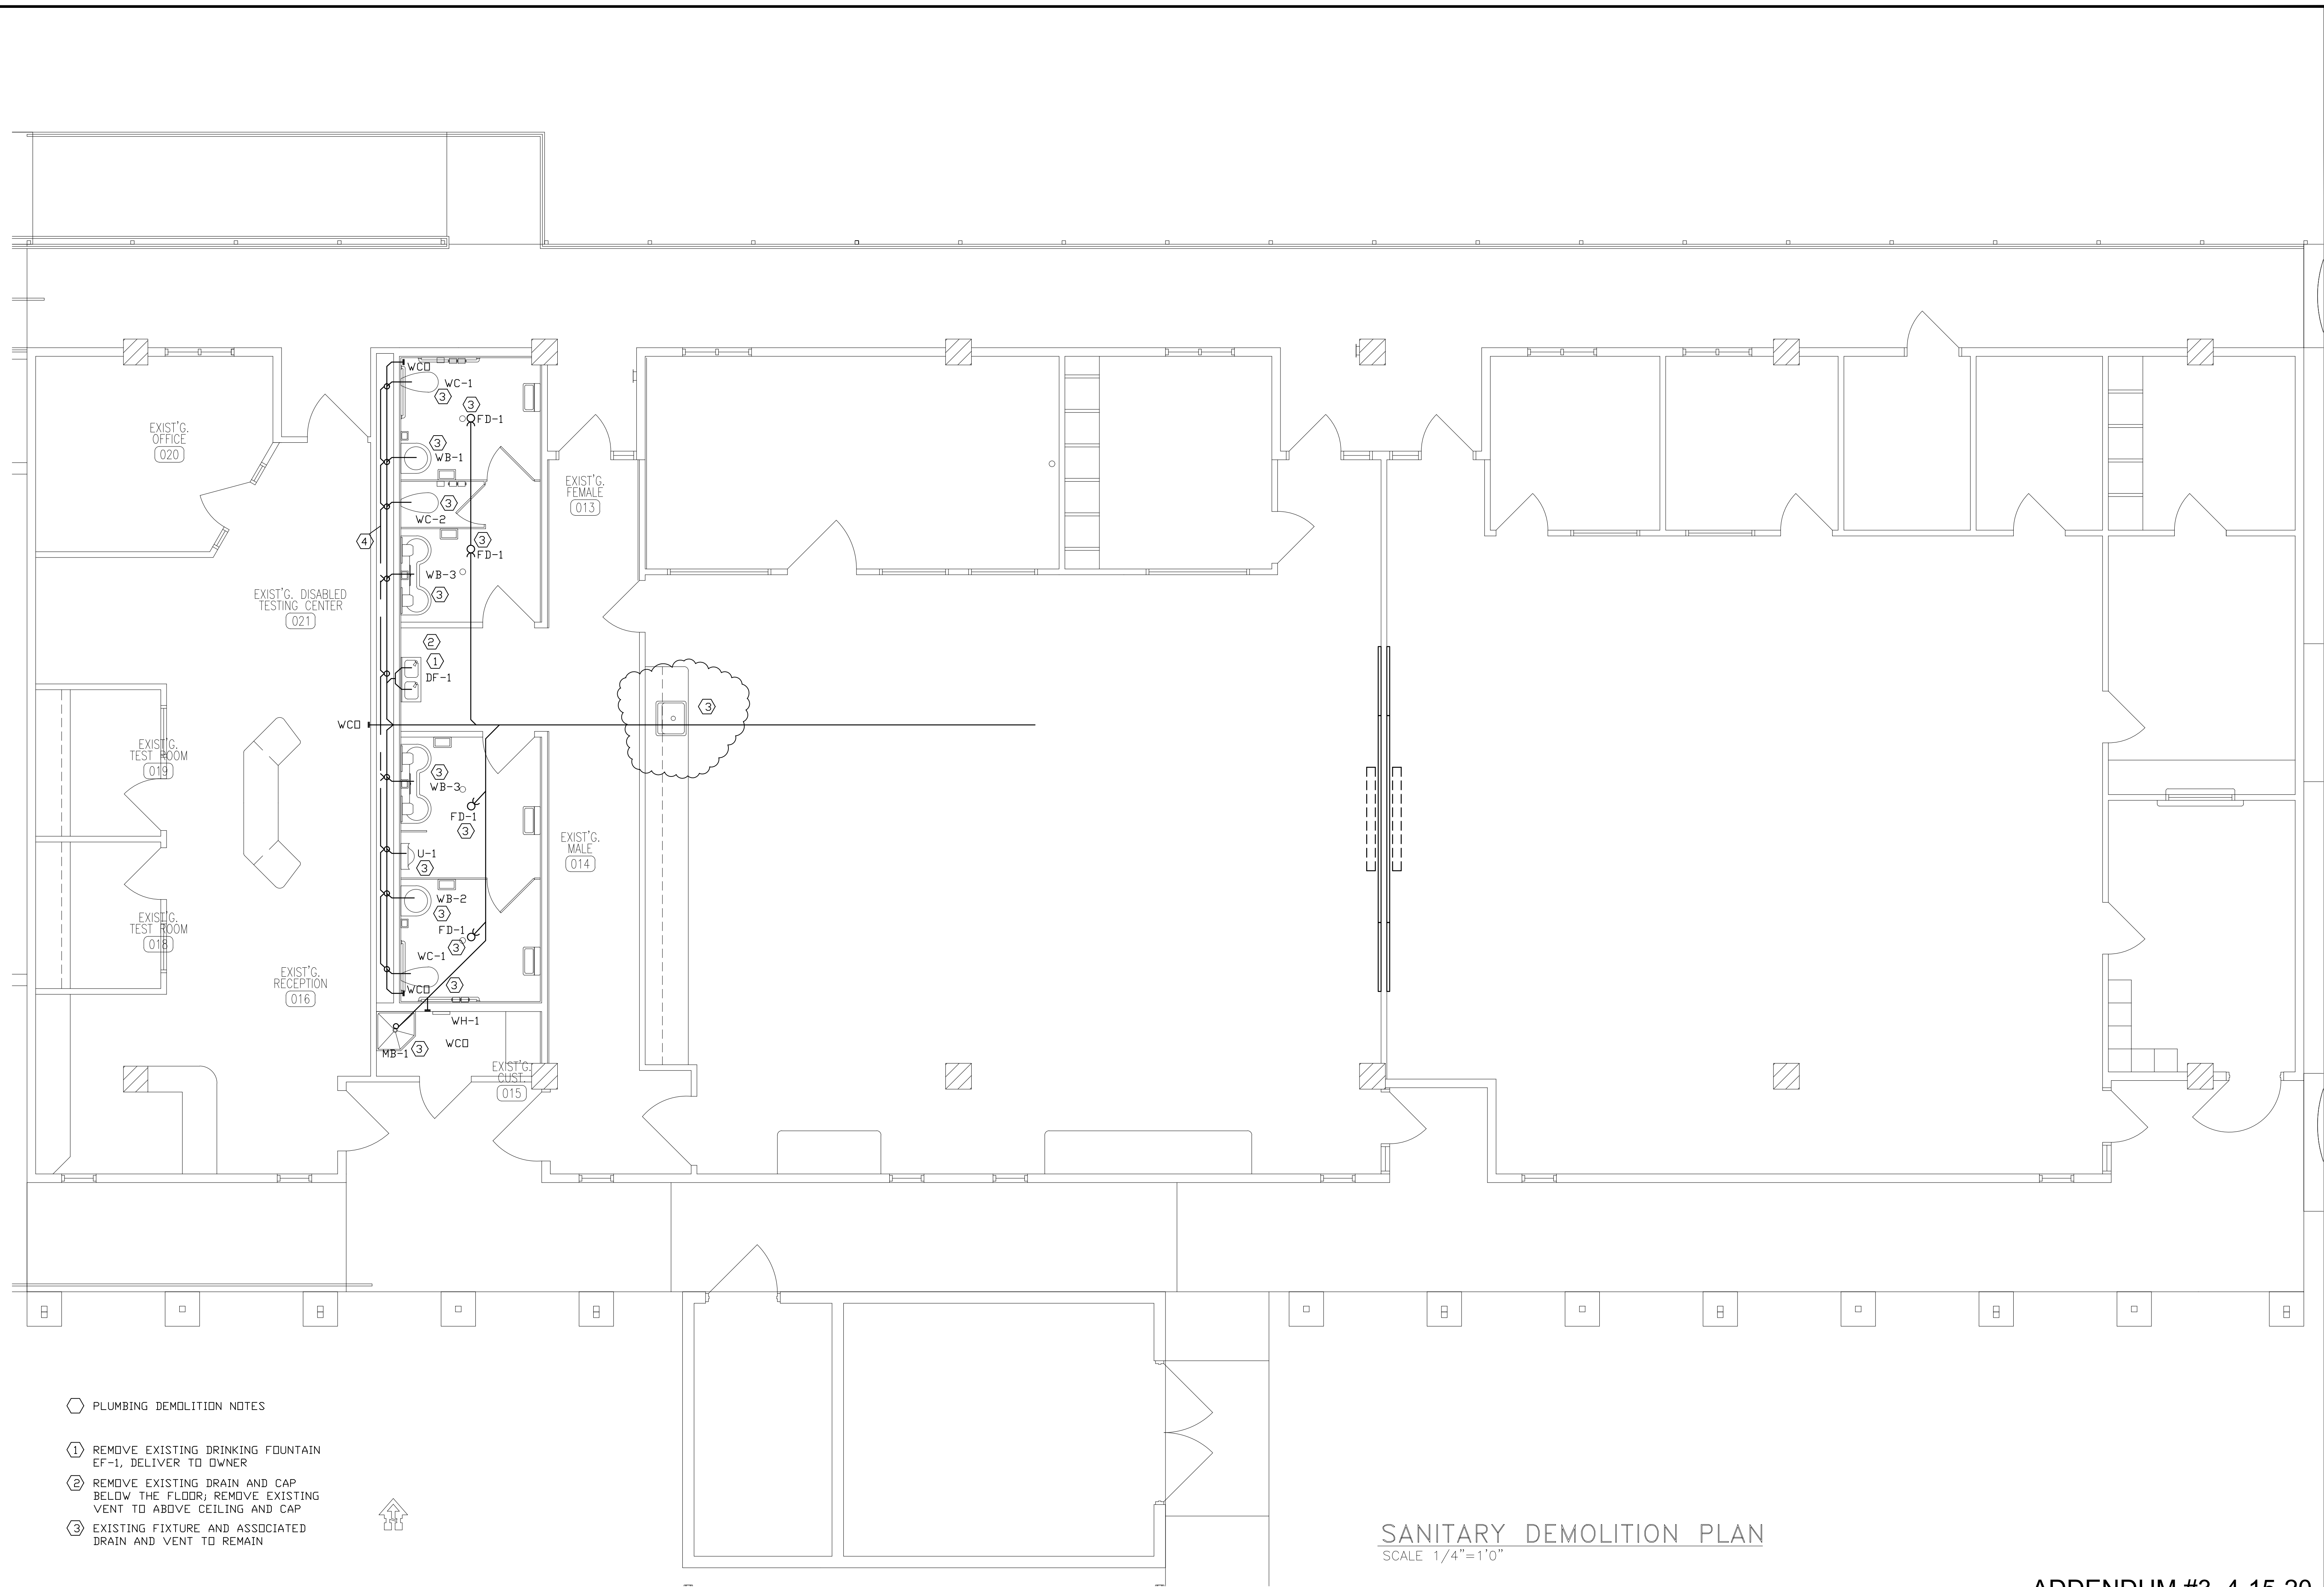 WCO
WC-1
3
3
FD-1
3
WB-1
3
WC-2
4
3
FD-1
WB-3
3
2
1
DF-1
WCO
3
3
WB-3
FD-1
3
U-1
3
WB-2
3
FD-1
3
WC-1
3
WCO
WH-1
WCO
MB-1
3
EXIST'G.
OFFICE
020
EXIST'G.
FEMALE
013
EXIST'G. DISABLED
TESTING CENTER
021
EXIST'G.
TEST ROOM
019
EXIST'G.
MALE
014
EXIST'G.
TEST ROOM
018
EXIST'G.
RECEPTION
016
EXIST'G.
CUST.
015
PLUMBING DEMOLITION NOTES
1 REMOVE EXISTING DRINKING FOUNTAIN
EF-1, DELIVER TO OWNER
2 REMOVE EXISTING DRAIN AND CAP
BELOW THE FLOOR; REMOVE EXISTING
VENT TO ABOVE CEILING AND CAP
3 EXISTING FIXTURE AND ASSOCIATED
DRAIN AND VENT TO REMAIN
SANITARY DEMOLITION PLAN
SCALE 1/4"=1'0"
ADDENDUM #3 4-15-20